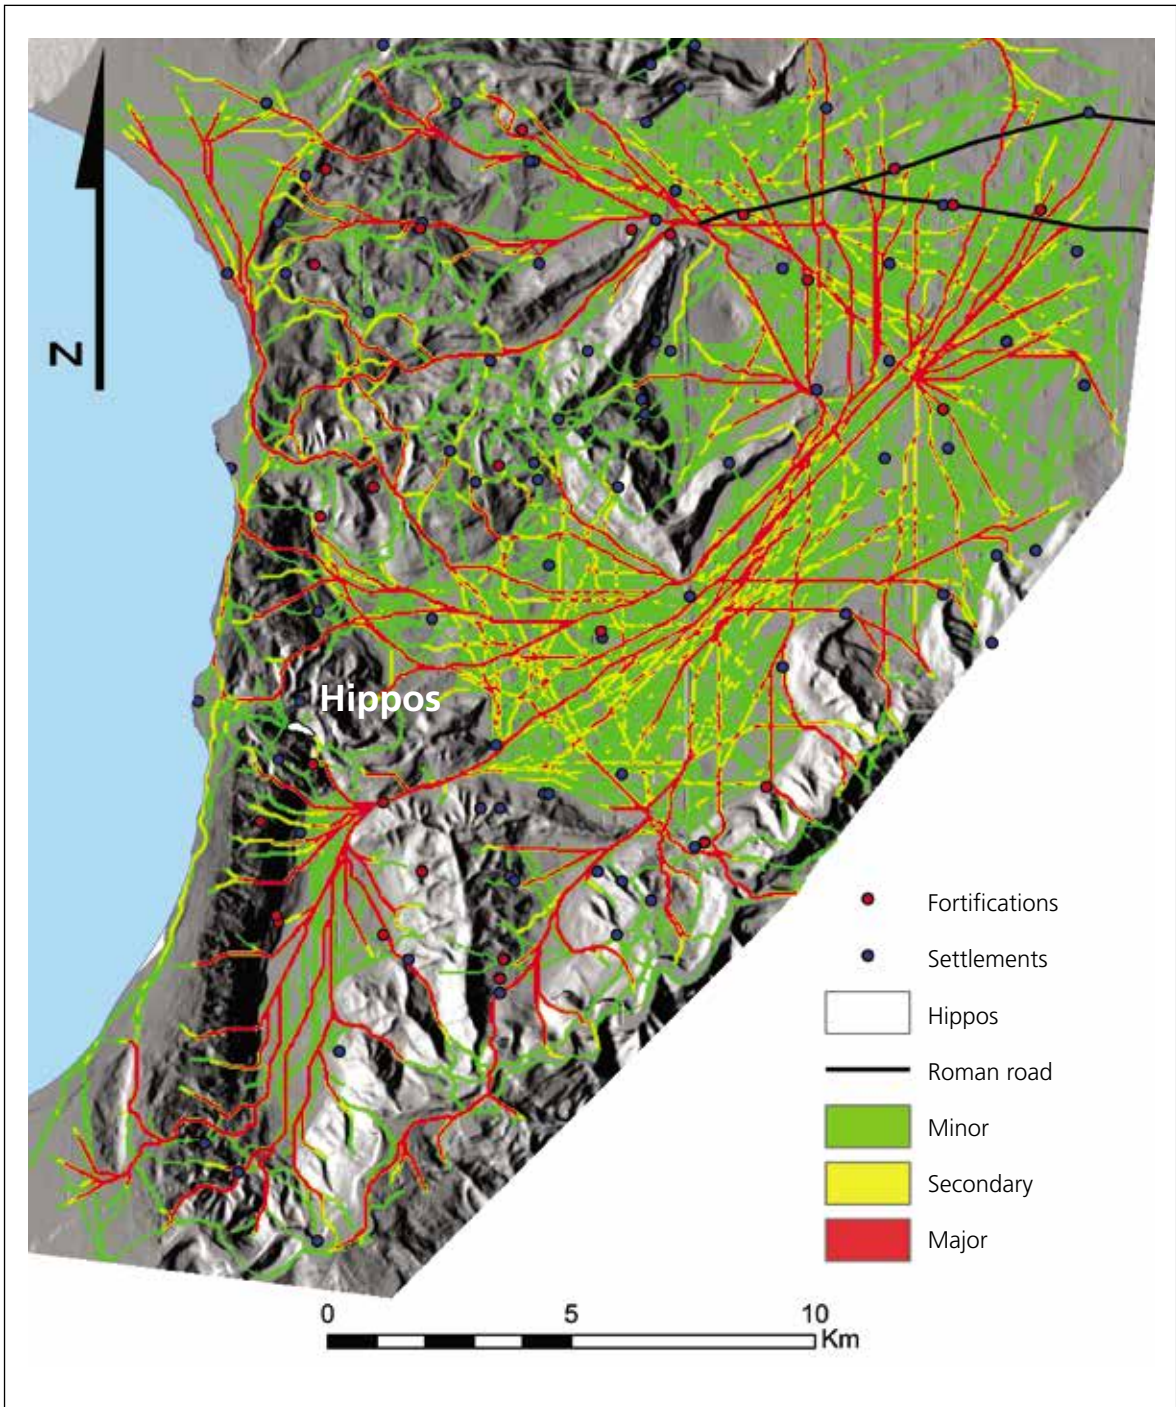 N
Hippos
Fortifications
Settlements
Hippos
Roman road
Minor
Secondary
Major
0 5 10
Km